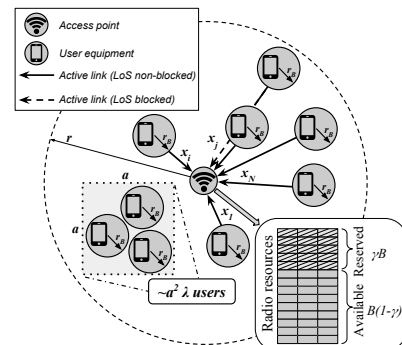 Access point
User equipment
Active link (LoS non-blocked)
Active link (LoS blocked)
r_B
r_B
r_B
r_B
r_B
r_B
r
x_i
x_j
x_N
a
a
r_B
r_B
r_B
x_1
~a² λ users
Radio resources
Available Reserved
γB
B(1-γ)